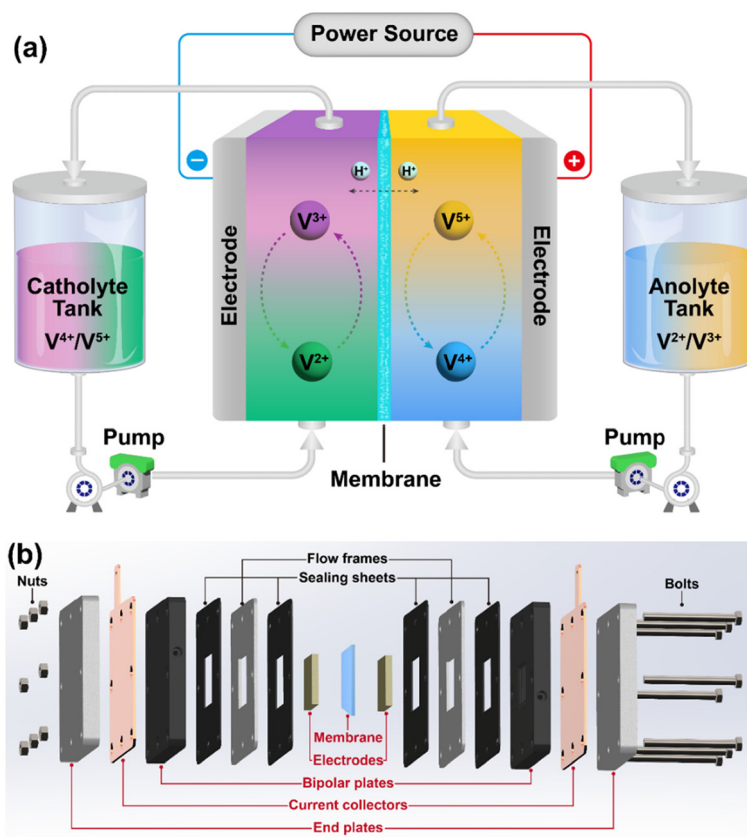 (a)
Power Source
H⁺
H⁺
V³⁺
V⁵⁺
Electrode
Electrode
Catholyte
Tank
V⁴⁺/V⁵⁺
Anolyte
Tank
V²⁺/V³⁺
V²⁺
V⁴⁺
Pump
Pump
Membrane
(b)
Flow frames
Sealing sheets
Nuts
Bolts
Membrane
Electrodes
Bipolar plates
Current collectors
End plates